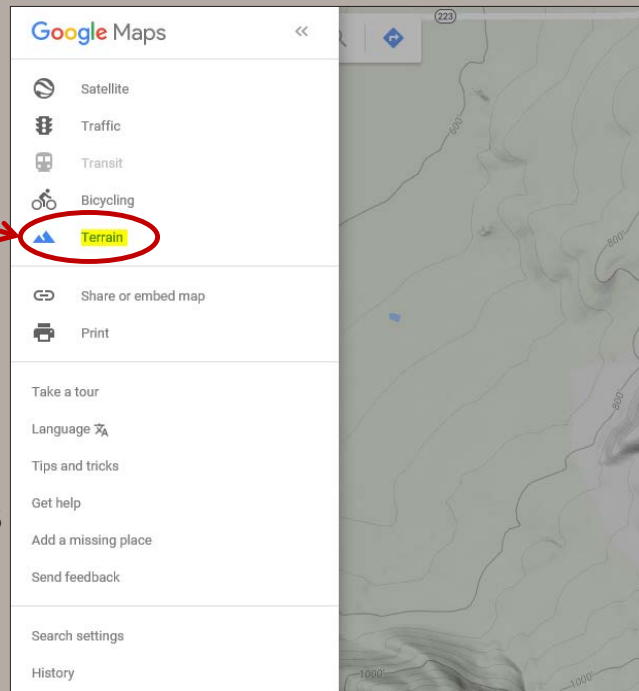 Google Maps
223
Satellite
Traffic
Transit
Bicycling
Terrain
Share or embed map
Print
Take a tour
Language
Tips and tricks
Get help
Add a missing place
Send feedback
Search settings
History
600'
800'
800'
1000'
1000'